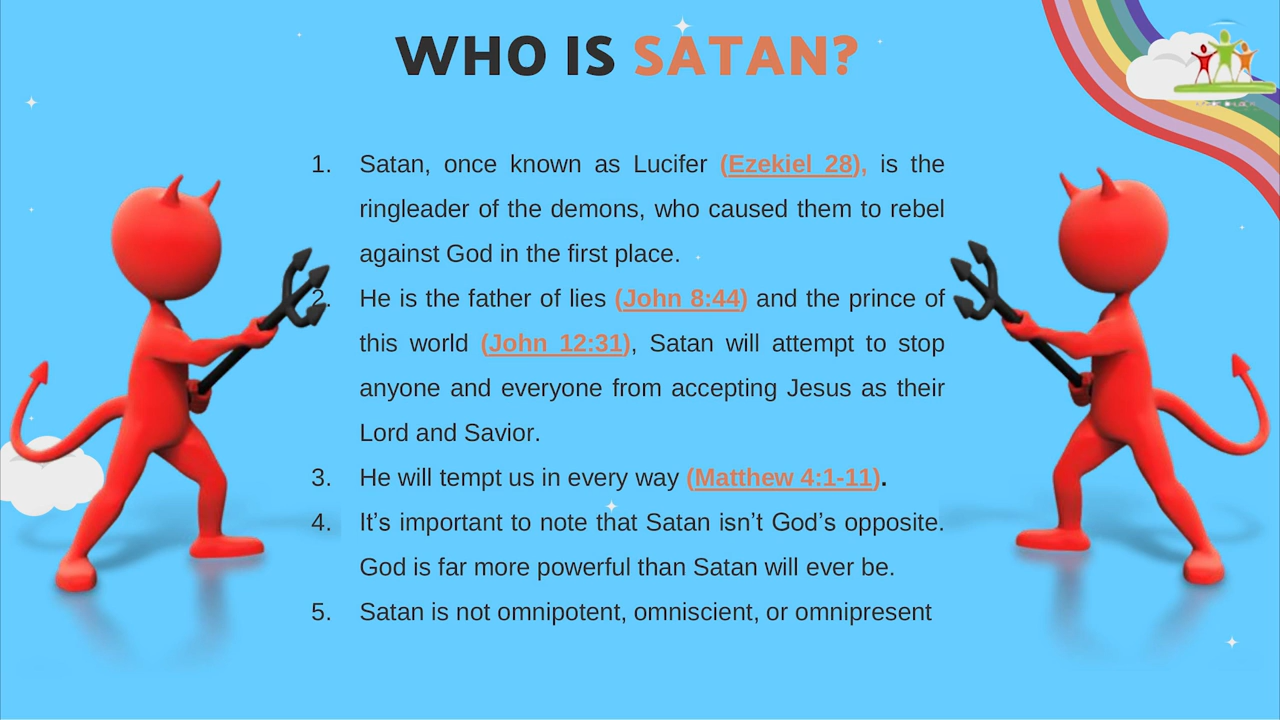 WHO IS SATAN?
1. Satan, once known as Lucifer (Ezekiel 28), is the
ringleader of the demons, who caused them to rebel
against God in the first place.
2. He is the father of lies (John 8:44) and the prince of
this world (John 12:31), Satan will attempt to stop
anyone and everyone from accepting Jesus as their
Lord and Savior.
3. He will tempt us in every way (Matthew 4:1-11).
4. It’s important to note that Satan isn’t God’s opposite.
God is far more powerful than Satan will ever be.
5. Satan is not omnipotent, omniscient, or omnipresent